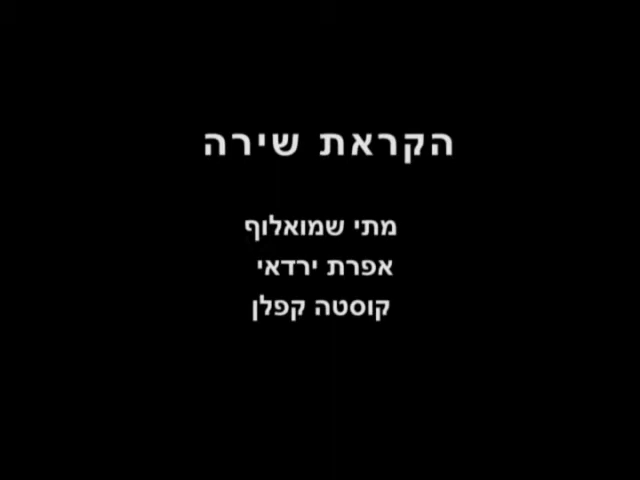 הקראת שירה
מתי שמואלוף
אפרת ירדאי
קוסטה קפלן